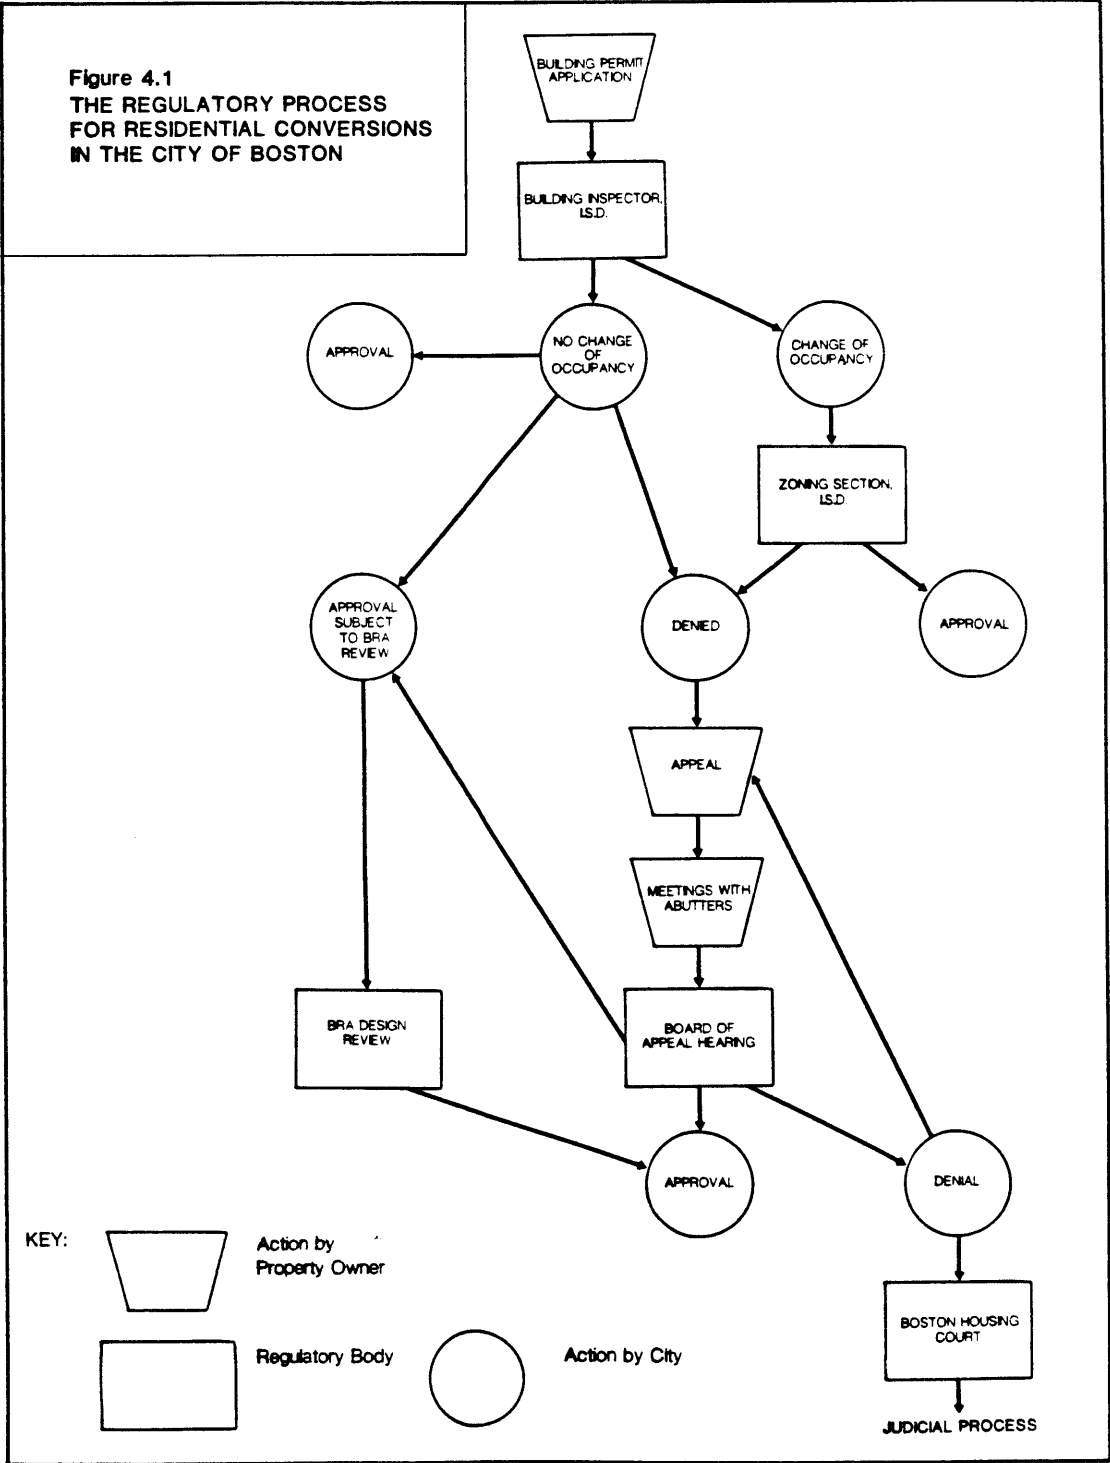 Figure 4.1
THE REGULATORY PROCESS
FOR RESIDENTIAL CONVERSIONS
IN THE CITY OF BOSTON
BUILDING PERMIT
APPLICATION
BUILDING INSPECTOR,
I.S.D.
APPROVAL
NO CHANGE
OF
OCCUPANCY
CHANGE OF
OCCUPANCY
ZONING SECTION,
I.S.D.
APPROVAL
SUBJECT
TO BRA
REVIEW
DENIED
APPROVAL
APPEAL
MEETINGS WITH
ABUTTERS
BRA DESIGN
REVIEW
BOARD OF
APPEAL HEARING
APPROVAL
DENIAL
KEY:
Action by
Property Owner
Regulatory Body
Action by City
BOSTON HOUSING
COURT
JUDICIAL PROCESS